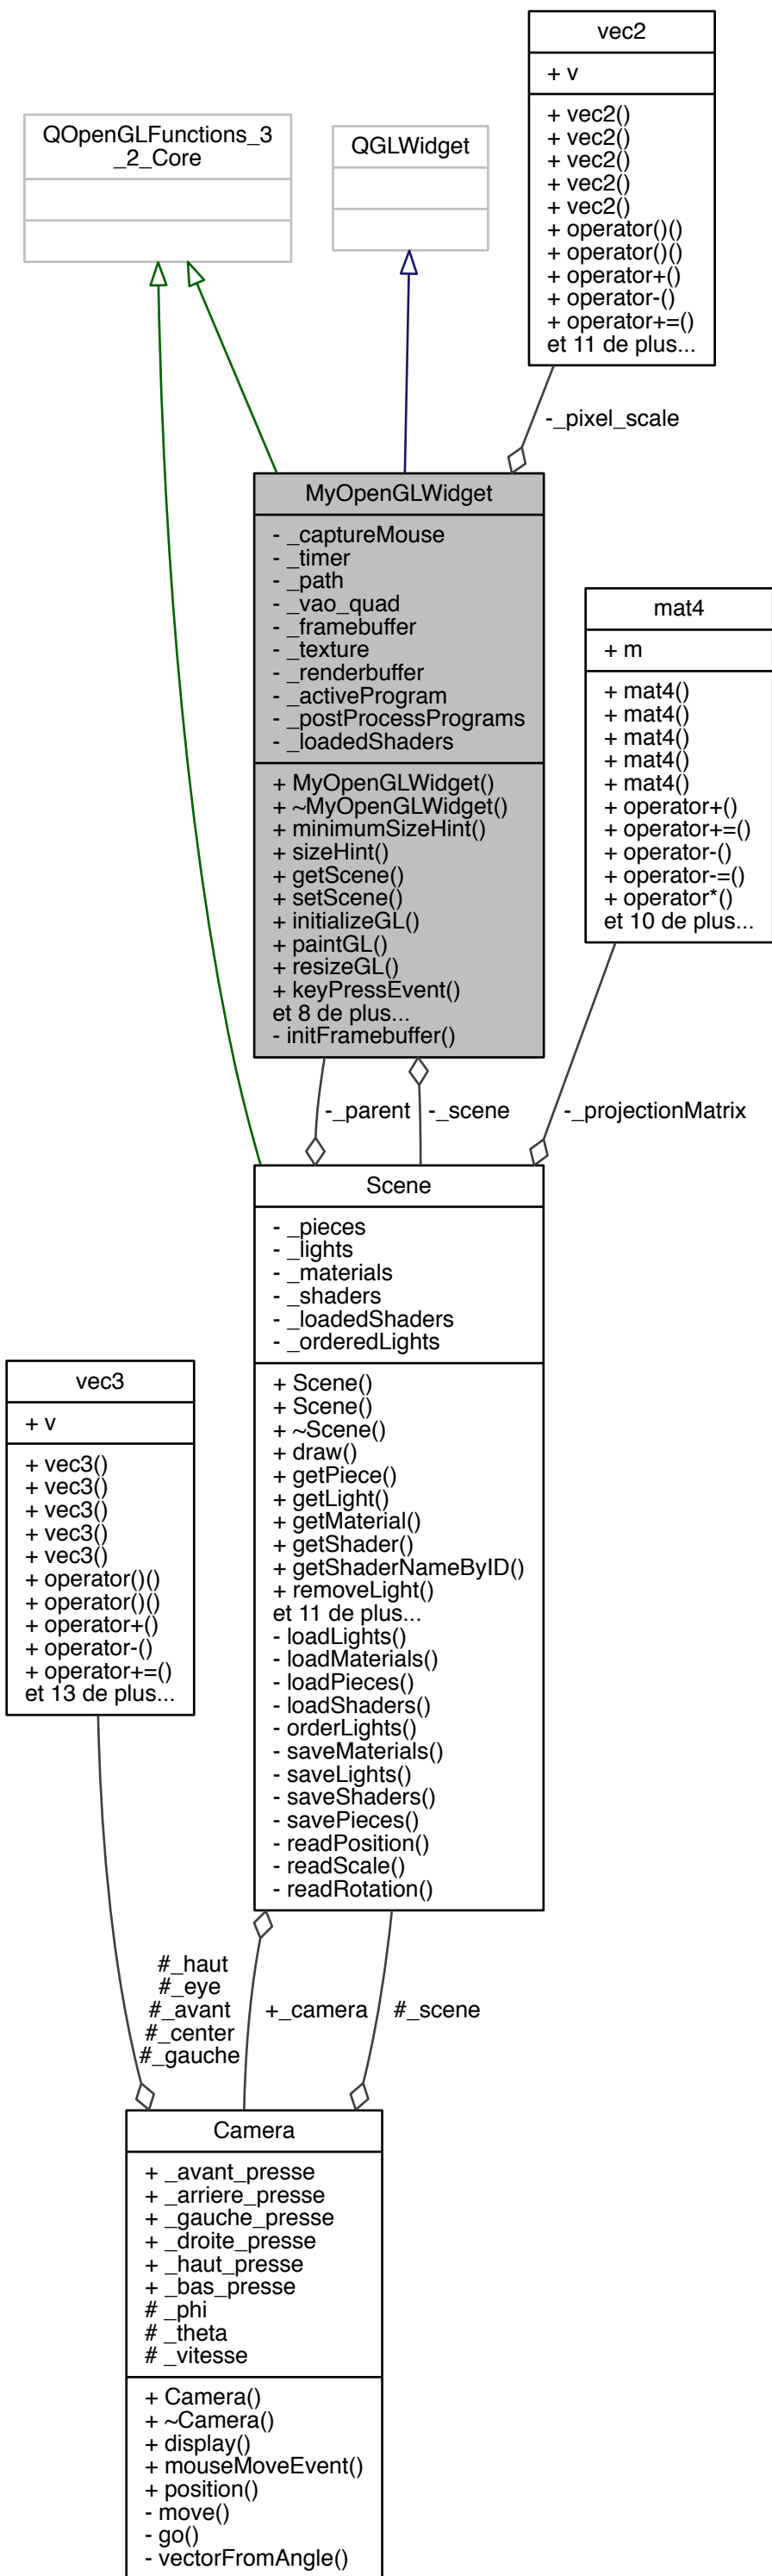 vec2
+ v
+ vec2()
+ vec2()
+ vec2()
+ vec2()
+ vec2()
+ operator()()
+ operator()()
+ operator+()
+ operator-()
+ operator+=()
et 11 de plus...
QOpenGLFunctions_3
_2_Core
QGLWidget
-_pixel_scale
MyOpenGLWidget
- _captureMouse
- _timer
- _path
- _vao_quad
- _framebuffer
- _texture
- _renderbuffer
- _activeProgram
- _postProcessPrograms
- _loadedShaders
+ MyOpenGLWidget()
+ ~MyOpenGLWidget()
+ minimumSizeHint()
+ sizeHint()
+ getScene()
+ setScene()
+ initializeGL()
+ paintGL()
+ resizeGL()
+ keyPressEvent()
et 8 de plus...
- initFramebuffer()
mat4
+ m
+ mat4()
+ mat4()
+ mat4()
+ mat4()
+ mat4()
+ operator+()
+ operator+=()
+ operator-()
+ operator-=()
+ operator*()
et 10 de plus...
-_parent
-_scene
-_projectionMatrix
Scene
- _pieces
- _lights
- _materials
- _shaders
- _loadedShaders
- _orderedLights
+ Scene()
+ Scene()
+ ~Scene()
+ draw()
+ getPiece()
+ getLight()
+ getMaterial()
+ getShader()
+ getShaderNameByID()
+ removeLight()
et 11 de plus...
- loadLights()
- loadMaterials()
- loadPieces()
- loadShaders()
- orderLights()
- saveMaterials()
- saveLights()
- saveShaders()
- savePieces()
- readPosition()
- readScale()
- readRotation()
vec3
+ v
+ vec3()
+ vec3()
+ vec3()
+ vec3()
+ vec3()
+ operator()()
+ operator()()
+ operator+()
+ operator-()
+ operator+=()
et 13 de plus...
#_haut
#_eye
#_avant
#_center
#_gauche
+_camera
#_scene
Camera
+ _avant_presse
+ _arriere_presse
+ _gauche_presse
+ _droite_presse
+ _haut_presse
+ _bas_presse
# _phi
# _theta
# _vitesse
+ Camera()
+ ~Camera()
+ display()
+ mouseMoveEvent()
+ position()
- move()
- go()
- vectorFromAngle()